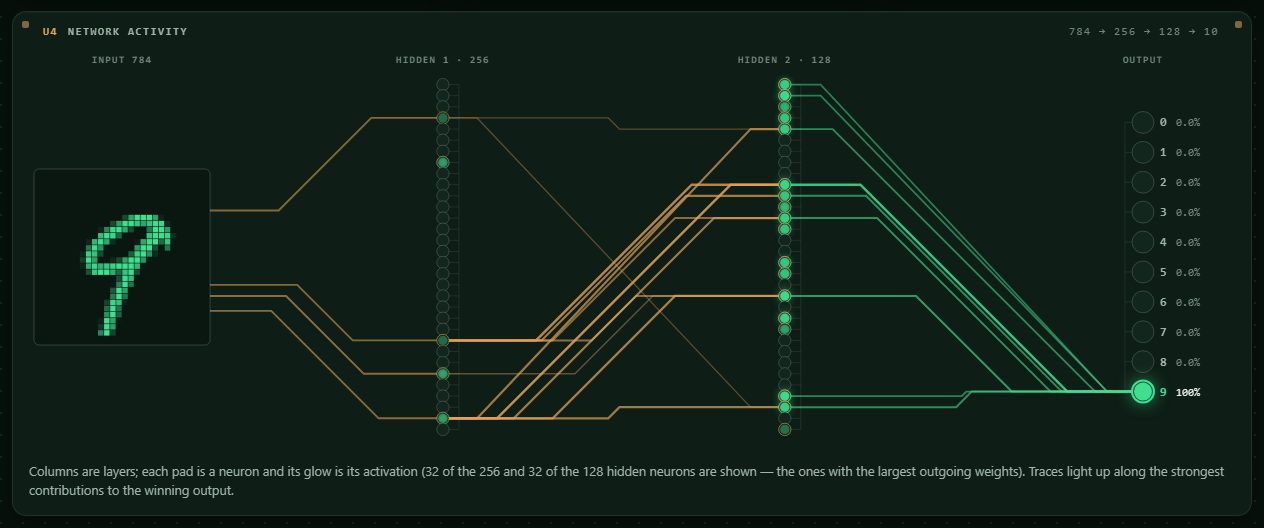 U4 NETWORK ACTIVITY
784 → 256 → 128 → 10
INPUT 784
HIDDEN 1 · 256
HIDDEN 2 · 128
OUTPUT
0 0.0%
1 0.0%
2 0.0%
3 0.0%
4 0.0%
5 0.0%
6 0.0%
7 0.0%
8 0.0%
9 100%
9
Columns are layers; each pad is a neuron and its glow is its activation (32 of the 256 and 32 of the 128 hidden neurons are shown — the ones with the largest outgoing weights). Traces light up along the strongest
contributions to the winning output.